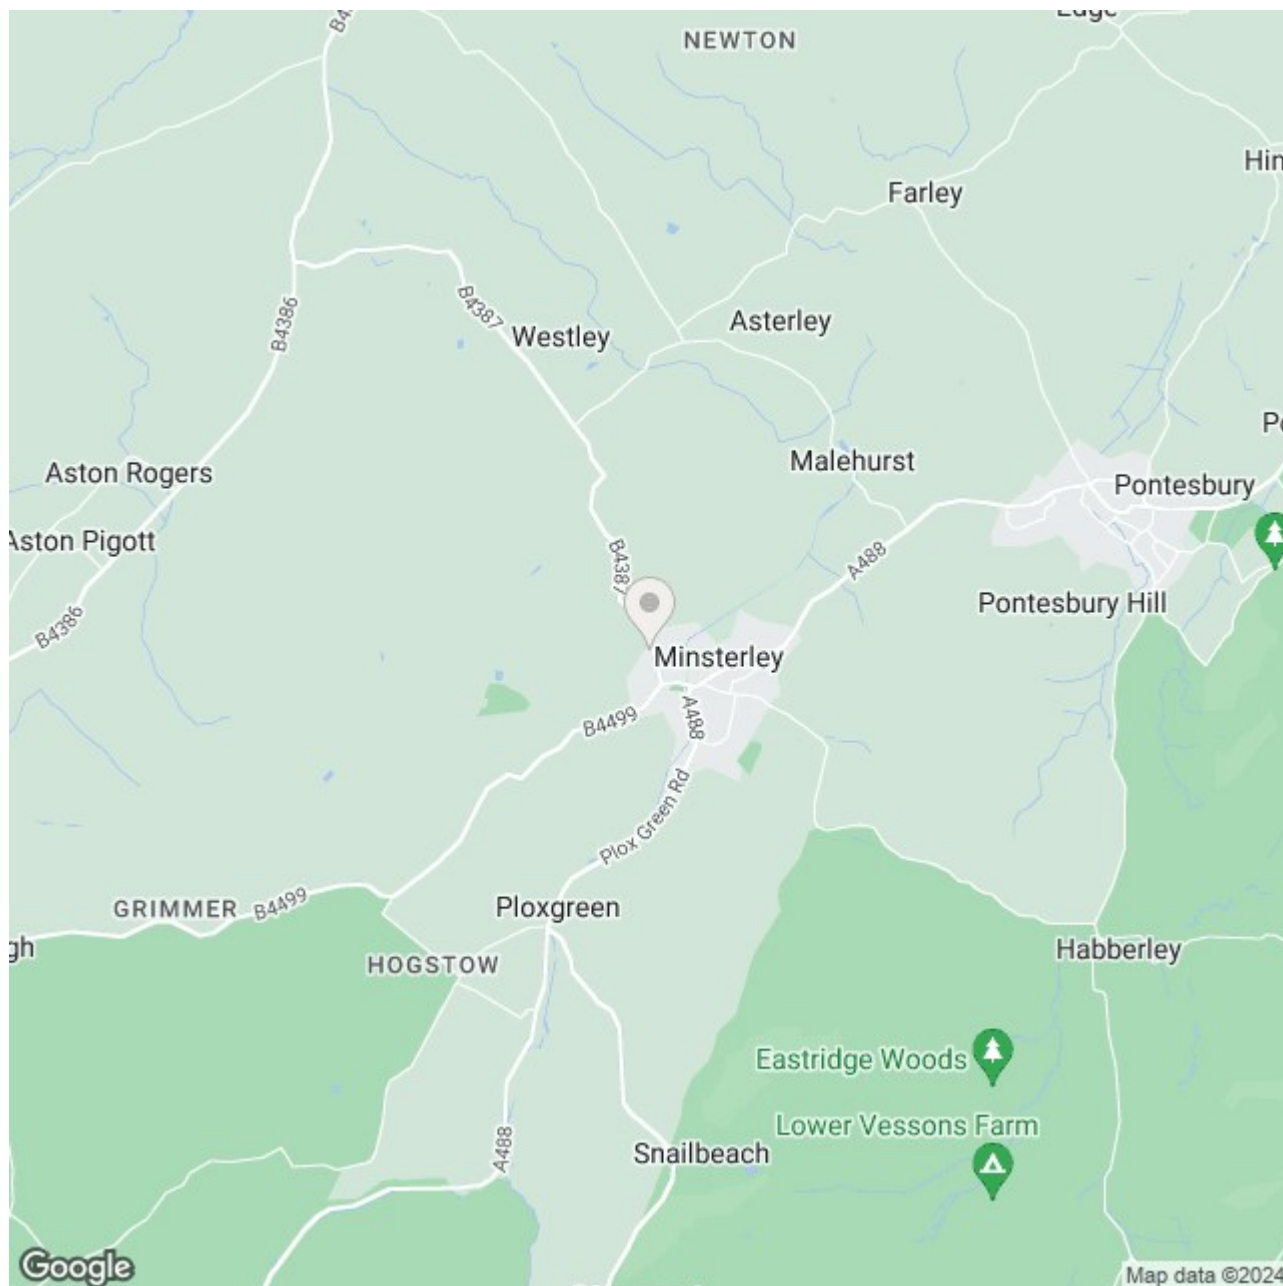 Edge
NEWTON
Farley
B4387
Westley
Asterley
B4386
Aston Rogers
Malehurst
Pontesbury
Aston Pigott
B4387
A488
Pontesbury Hill
B4386
Minsterley
B4499
A488
Plox Green Rd
GRIMMER
B4499
Ploxgreen
HOGSTOW
Habberley
Eastridge Woods
Lower Vessons Farm
A488
Snailbeach
Google
Map data ©2024